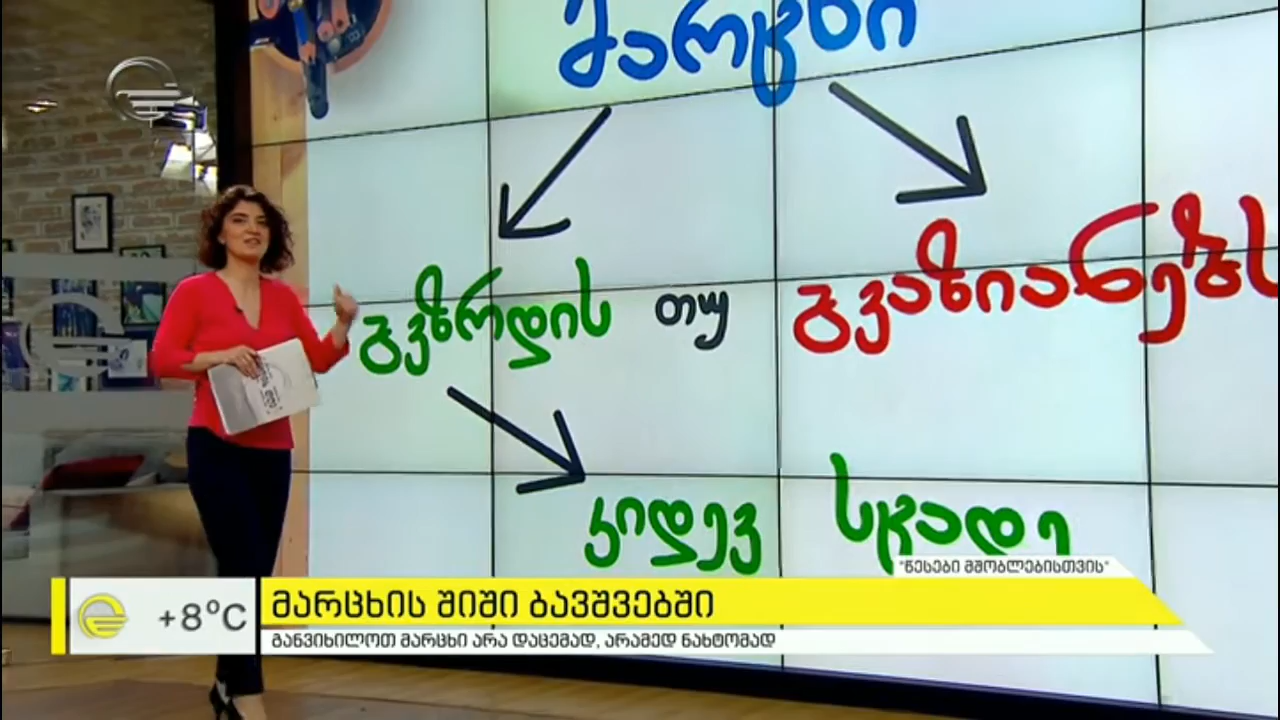 მარცხი
გვზრდის თუ გვაზიანებს
კიდევ სცადე
"წესები მშობლებისთვის"
+8°C
მარცხის შიში ბავშვებში
განვიხილოთ მარცხი არა დაცემად, არამედ ნახტომად